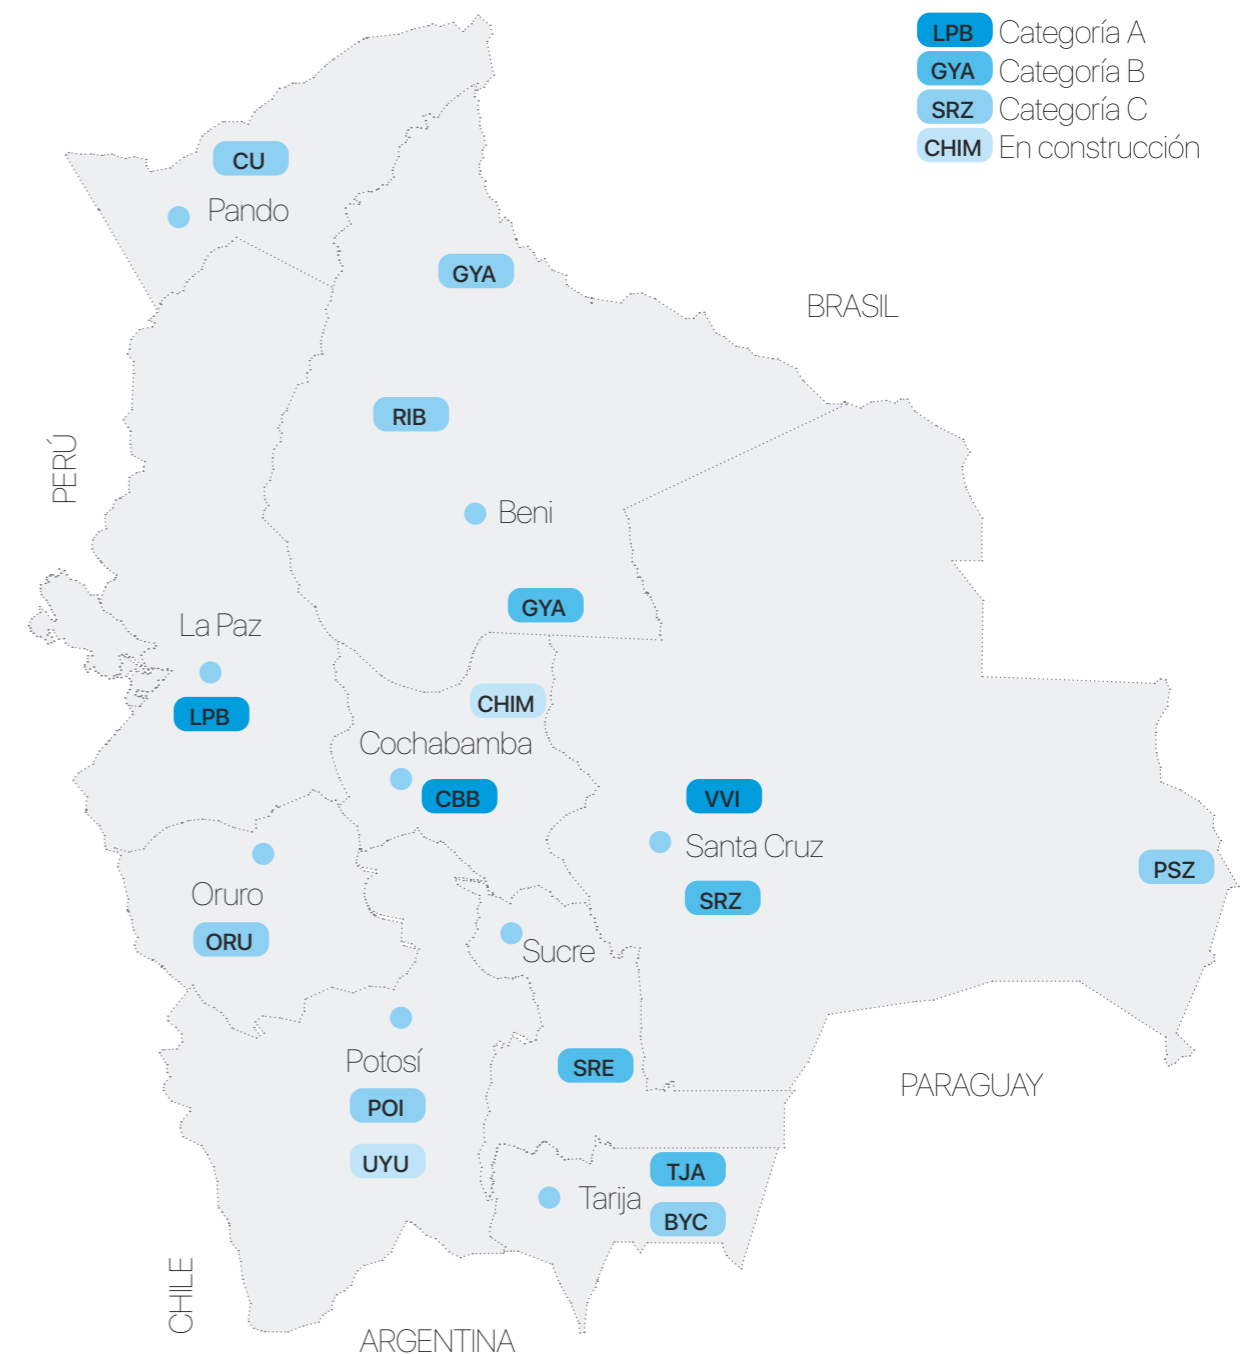 LPB Categoría A
GYA Categoría B
SRZ Categoría C
CHIM En construcción
CU
Pando
GYA
BRASIL
RIB
PERÚ
Beni
GYA
La Paz
LPB
CHIM
Cochabamba
CBB
VVI
Santa Cruz
PSZ
SRZ
Oruro
ORU
Sucre
Potosí
SRE
PARAGUAY
POI
UYU
TJA
Tarija
BYC
CHILE
ARGENTINA